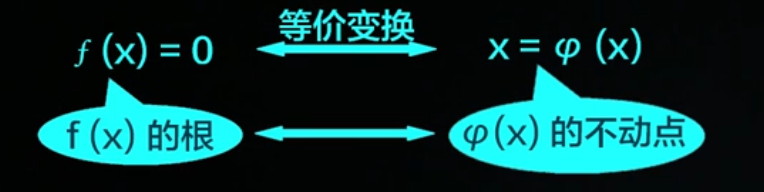 等价变换
f (x) = 0 x = φ (x)
f (x) 的根 φ(x) 的不动点